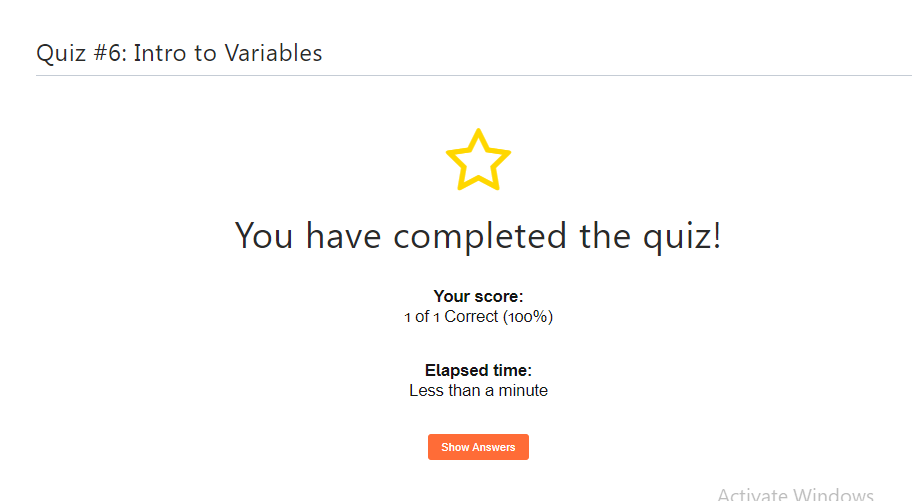 Quiz #6: Intro to Variables
You have completed the quiz!
Your score:
1 of 1 Correct (100%)
Elapsed time:
Less than a minute
Show Answers
Activate Windows